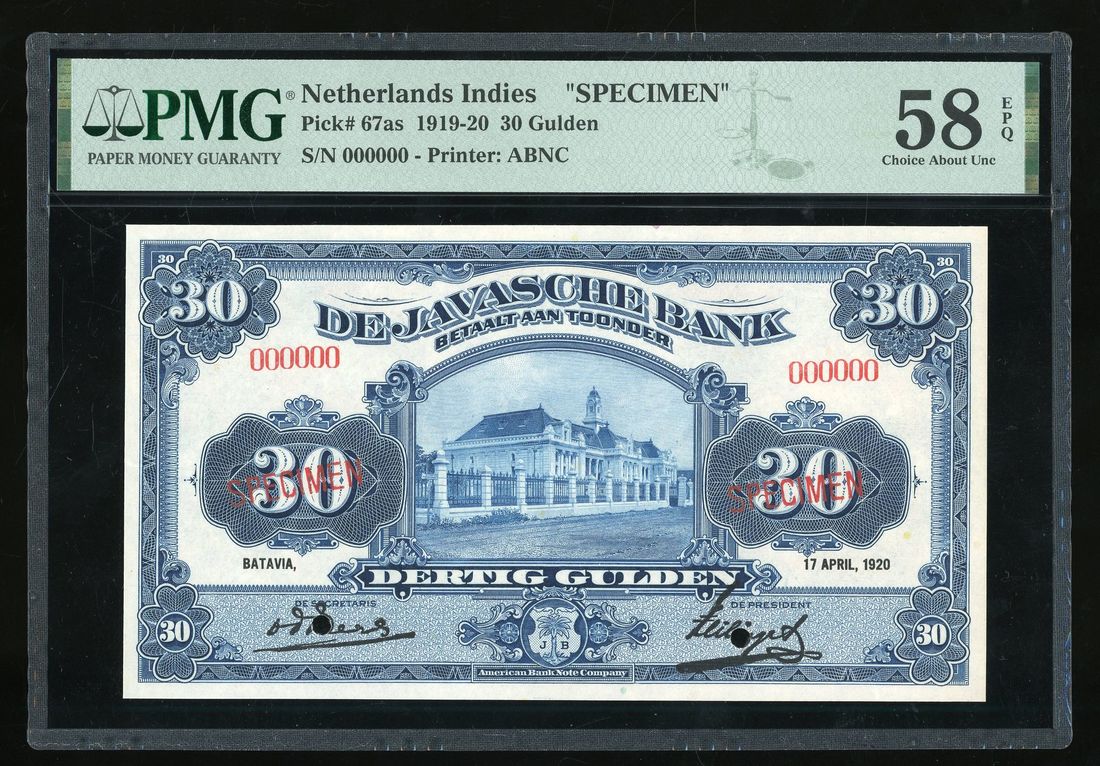 PMG®
PAPER MONEY GUARANTY
Netherlands Indies "SPECIMEN"
Pick# 67as 1919-20 30 Gulden
S/N 000000 - Printer: ABNC
58
EPQ
Choice About Unc
30
30
30
30
DE JAVASCHE BANK
BETAALT AAN TOONDER
000000
000000
30
SPECIMEN
30
SPECIMEN
BATAVIA,
17 APRIL, 1920
DERTIG GULDEN
DE SECRETARIS
DE PRESIDENT
30
30
J B
American Bank Note Company